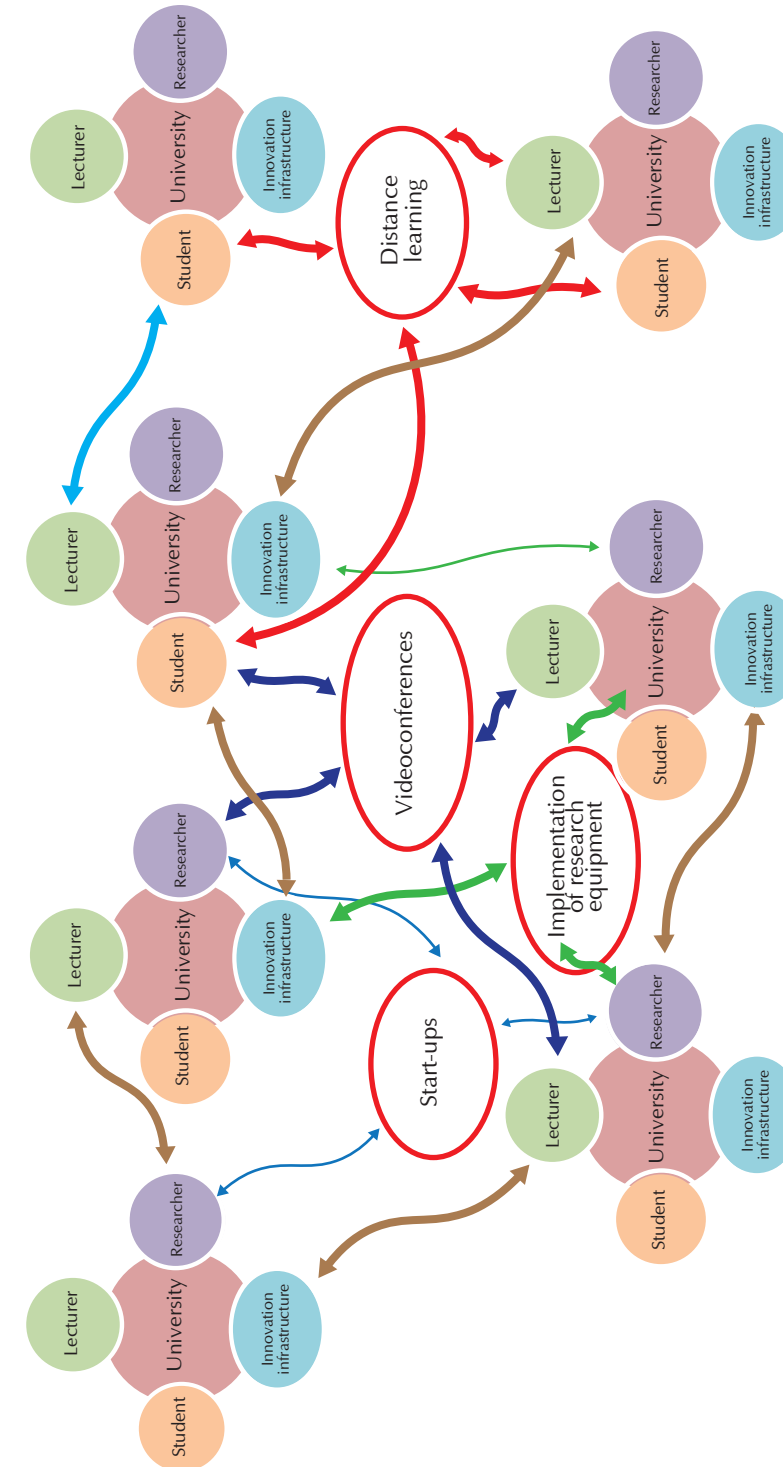 Lecturer
Student
University
Researcher
Innovation
infrastructure
Lecturer
Student
University
Researcher
Innovation
infrastructure
Lecturer
Student
University
Researcher
Innovation
infrastructure
Lecturer
Student
University
Researcher
Innovation
infrastructure
Start-ups
Videoconferences
Distance
learning
Implementation
of research
equipment
Lecturer
Student
University
Researcher
Innovation
infrastructure
Lecturer
Student
University
Researcher
Innovation
infrastructure
Lecturer
Student
University
Researcher
Innovation
infrastructure